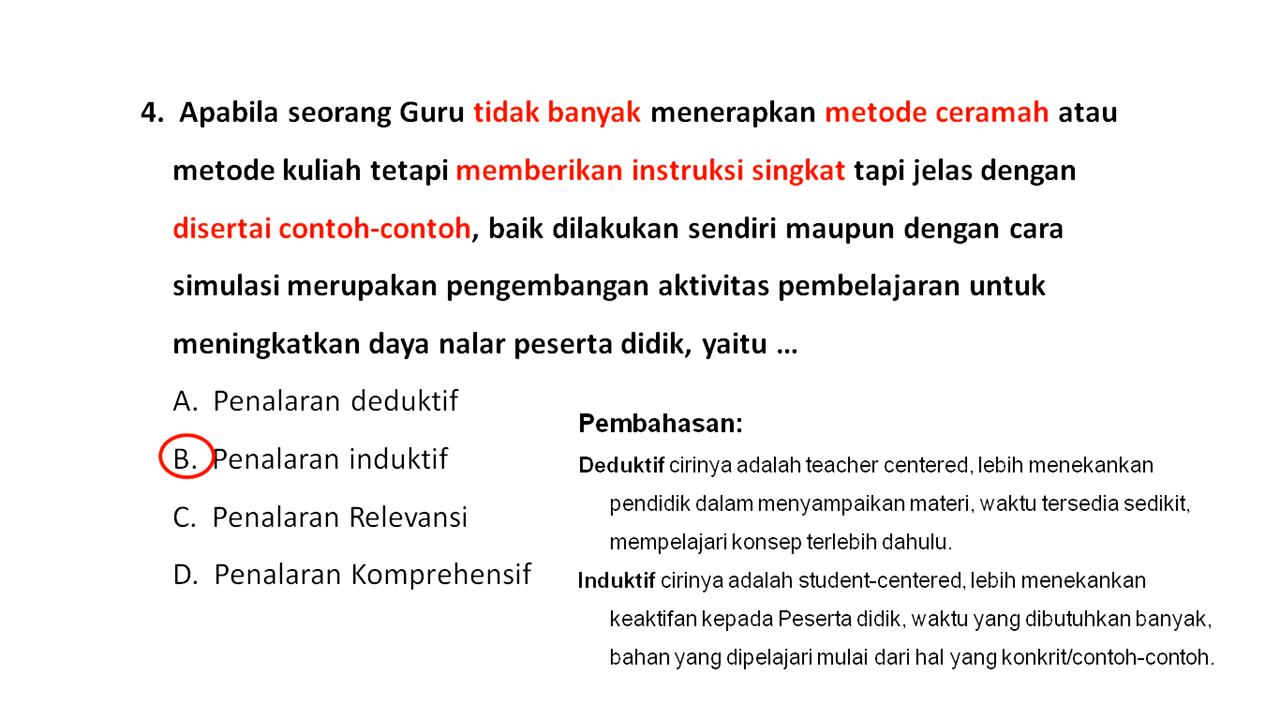 4. Apabila seorang Guru tidak banyak menerapkan metode ceramah atau
metode kuliah tetapi memberikan instruksi singkat tapi jelas dengan
disertai contoh-contoh, baik dilakukan sendiri maupun dengan cara
simulasi merupakan pengembangan aktivitas pembelajaran untuk
meningkatkan daya nalar peserta didik, yaitu ...
A. Penalaran deduktif
B. Penalaran induktif
C. Penalaran Relevansi
D. Penalaran Komprehensif
Pembahasan:
Deduktif cirinya adalah teacher centered, lebih menekankan
pendidik dalam menyampaikan materi, waktu tersedia sedikit,
mempelajari konsep terlebih dahulu.
Induktif cirinya adalah student-centered, lebih menekankan
keaktifan kepada Peserta didik, waktu yang dibutuhkan banyak,
bahan yang dipelajari mulai dari hal yang konkrit/contoh-contoh.